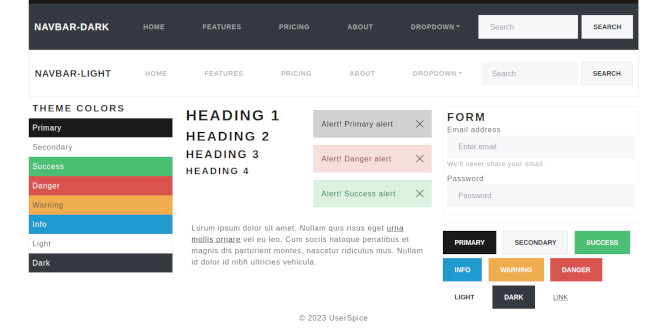 NAVBAR-DARK HOME FEATURES PRICING ABOUT DROPDOWN Search SEARCH
NAVBAR-LIGHT HOME FEATURES PRICING ABOUT DROPDOWN Search SEARCH
THEME COLORS
Primary
Secondary
Success
Danger
Warning
Info
Light
Dark
HEADING 1
HEADING 2
HEADING 3
HEADING 4
Alert! Primary alert
Alert! Danger alert
Alert! Success alert
Lorum ipsum dolor sit amet. Nullam quis risus eget urna
mollis ornare vel eu leo. Cum sociis natoque penatibus et
magnis dis parturient montes, nascetur ridiculus mus. Nullam
id dolor id nibh ultricies vehicula.
FORM
Email address
Enter email
We'll never share your email.
Password
Password
PRIMARY SECONDARY SUCCESS
INFO WARNING DANGER
LIGHT DARK LINK
© 2023 UserSpice